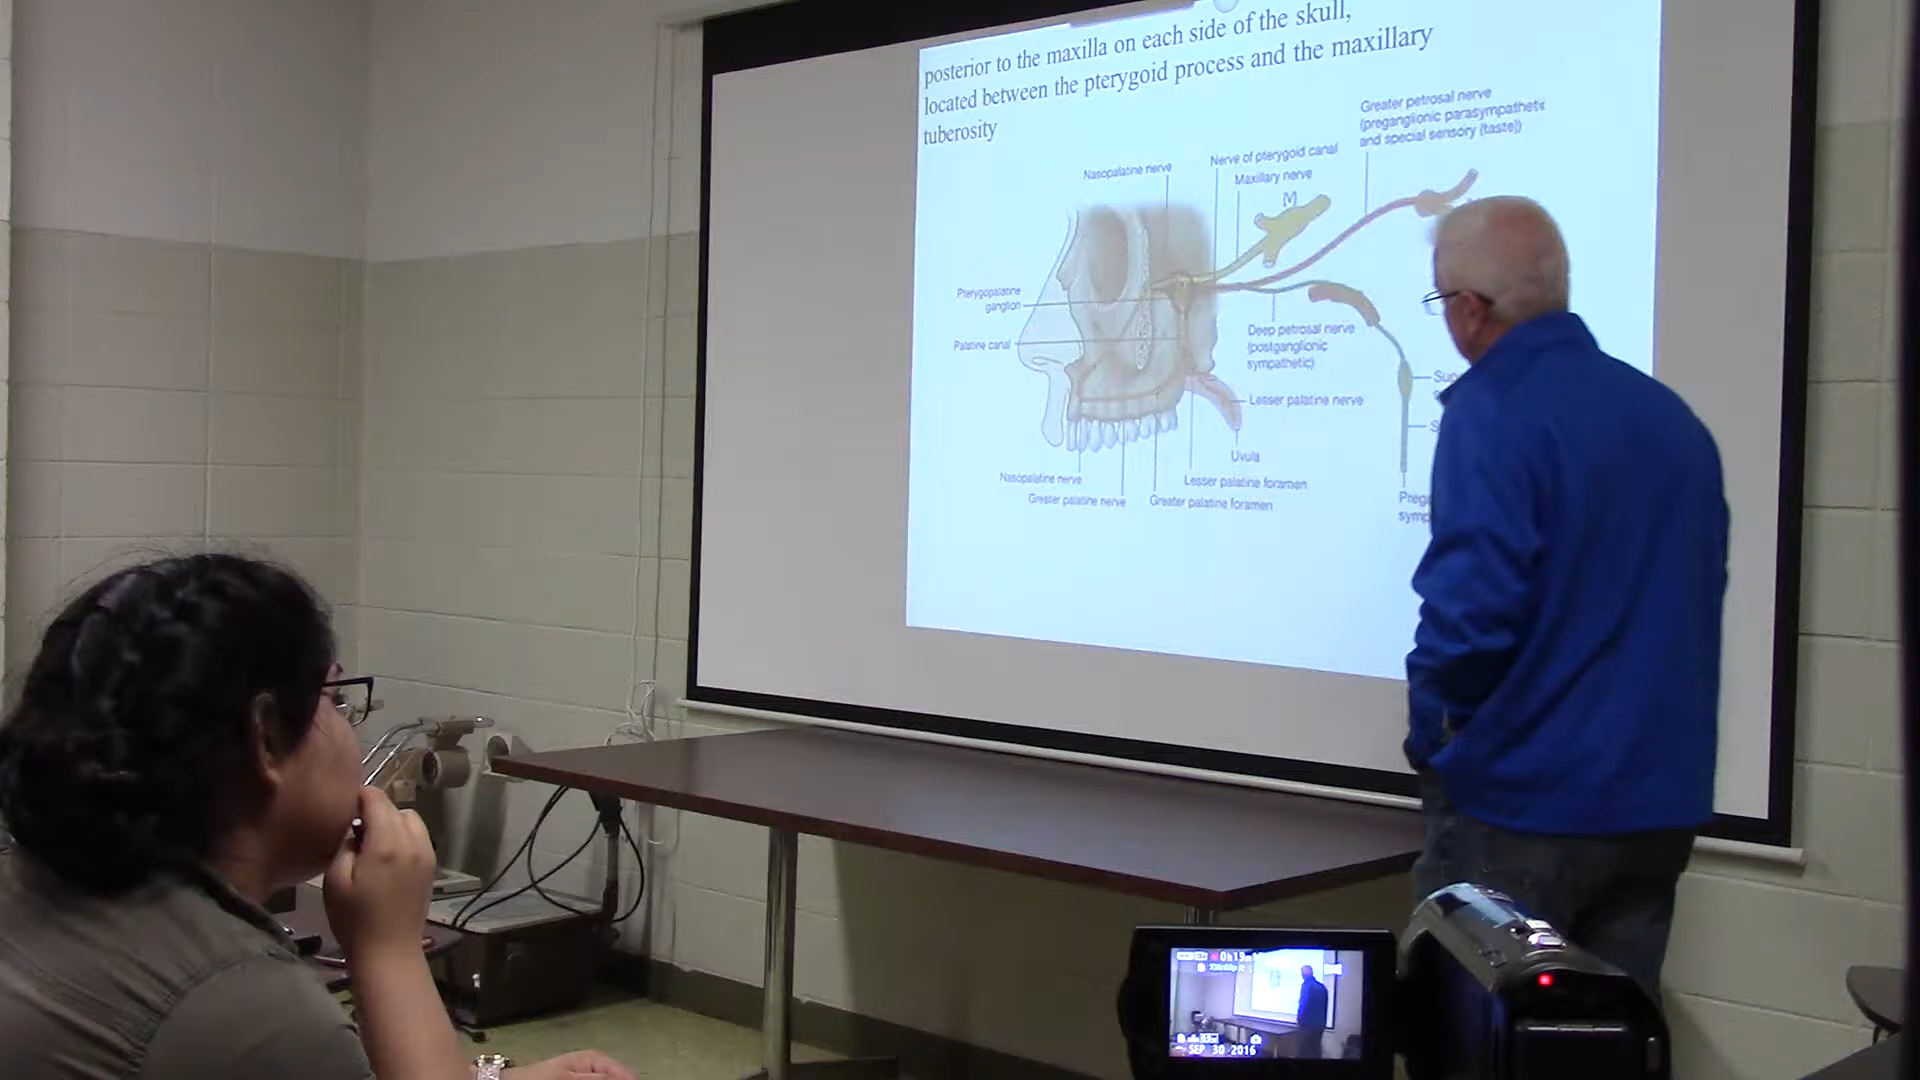 posterior to the maxilla on each side of the skull,
located between the pterygoid process and the maxillary
tuberosity
Greater petrosal nerve
(preganglionic parasympathetic
and special sensory (taste))
Nasopalatine nerve
Nerve of pterygoid canal
Maxillary nerve
Pterygopalatine
ganglion
Palatine canal
Deep petrosal nerve
(postganglionic
sympathetic)
Lesser palatine nerve
Uvula
Nasopalatine nerve
Lesser palatine foramen
Greater palatine nerve
Greater palatine foramen
SEP 30 2016